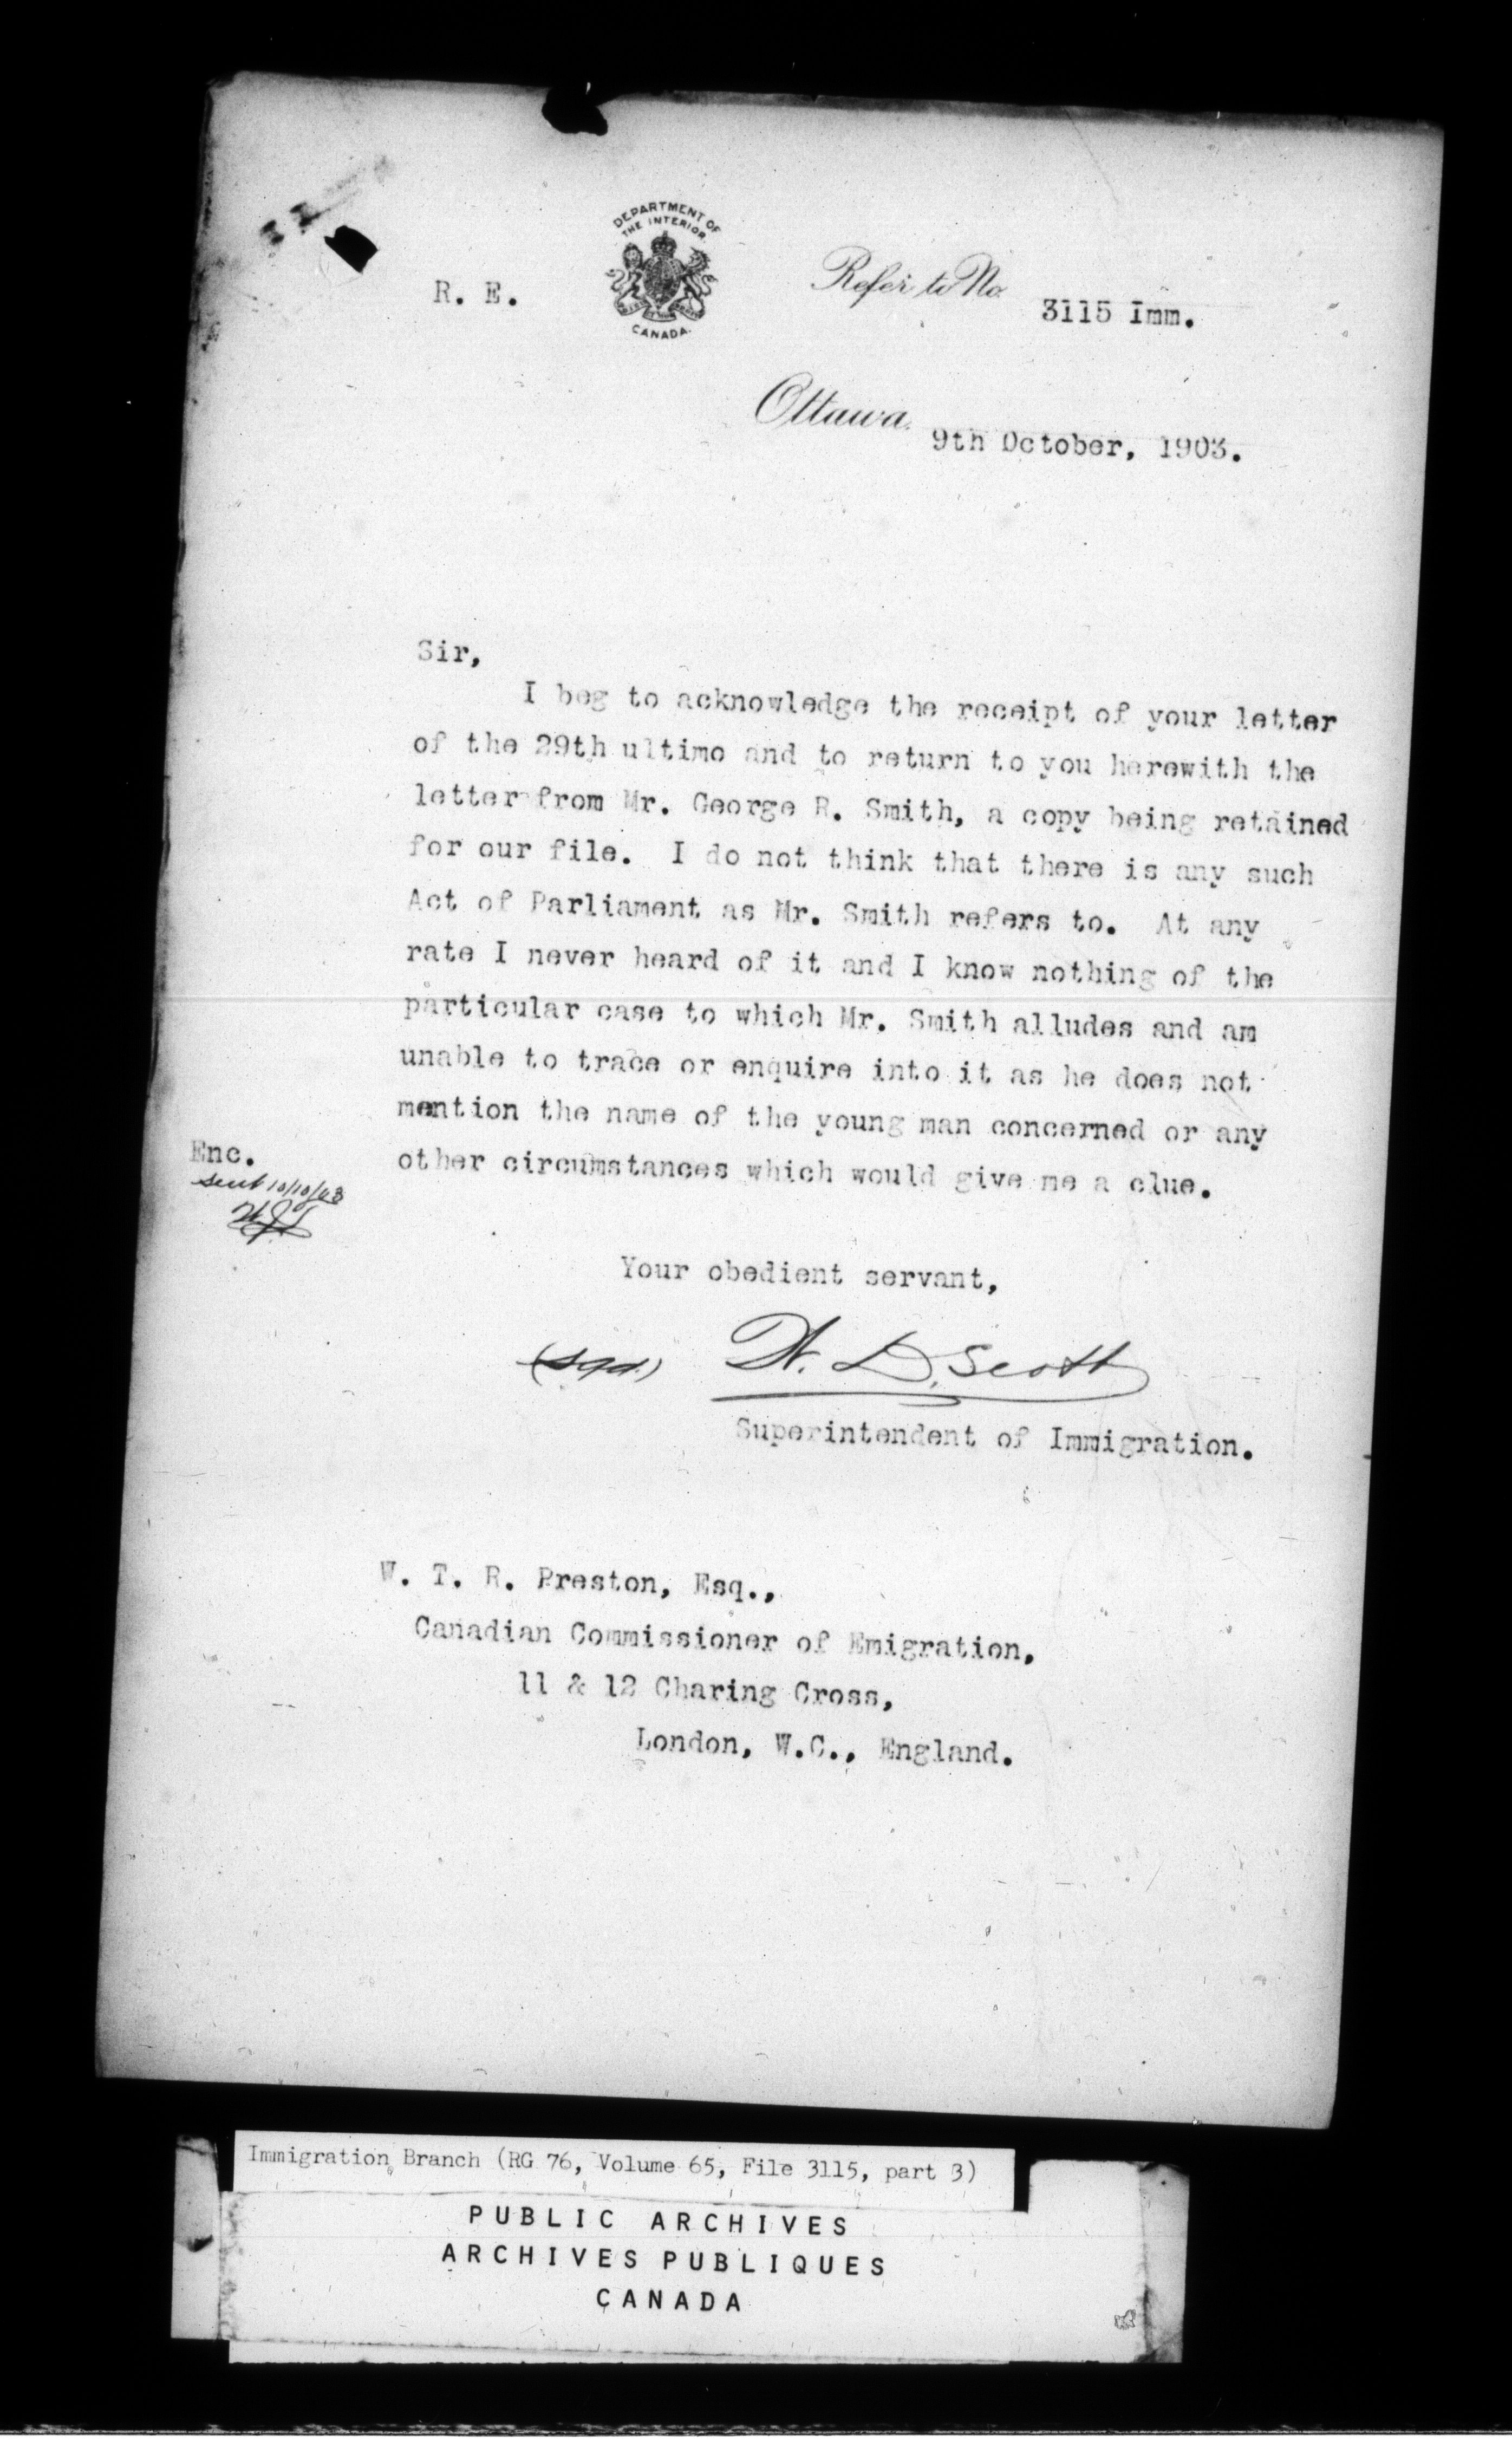 DEPARTMENT OF
THE INTERIOR.
CANADA.
R. E.
Refer to No.
3115 Imm.
Ottawa.
9th October, 1903.
Sir,
I beg to acknowledge the receipt of your letter
of the 29th ultimo and to return to you herewith the
letter from Mr. George R. Smith, a copy being retained
for our file. I do not think that there is any such
Act of Parliament as Mr. Smith refers to. At any
rate I never heard of it and I know nothing of the
particular case to which Mr. Smith alludes and am
unable to trace or enquire into it as he does not
mention the name of the young man concerned or any
other circumstances which would give me a clue.
Enc.
sent 10/10/03
Your obedient servant,
(sgd.) W. D. Scott
Superintendent of Immigration.
W. T. R. Preston, Esq.,
Canadian Commissioner of Emigration,
11 & 12 Charing Cross,
London, W.C., England.
Immigration Branch (RG 76, Volume 65, File 3115, part 3)
PUBLIC ARCHIVES
ARCHIVES PUBLIQUES
CANADA